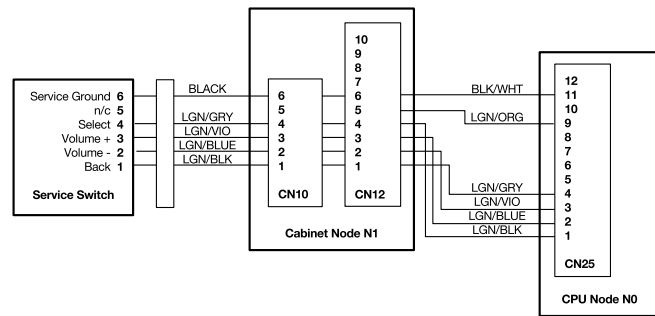 Service Ground 6
n/c 5
Select 4
Volume + 3
Volume - 2
Back 1
Service Switch
BLACK
LGN/GRY
LGN/VIO
LGN/BLUE
LGN/BLK
6
5
4
3
2
1
CN10
10
9
8
7
6
5
4
3
2
1
CN12
Cabinet Node N1
BLK/WHT
LGN/ORG
LGN/GRY
LGN/VIO
LGN/BLUE
LGN/BLK
12
11
10
9
8
7
6
5
4
3
2
1
CN25
CPU Node N0